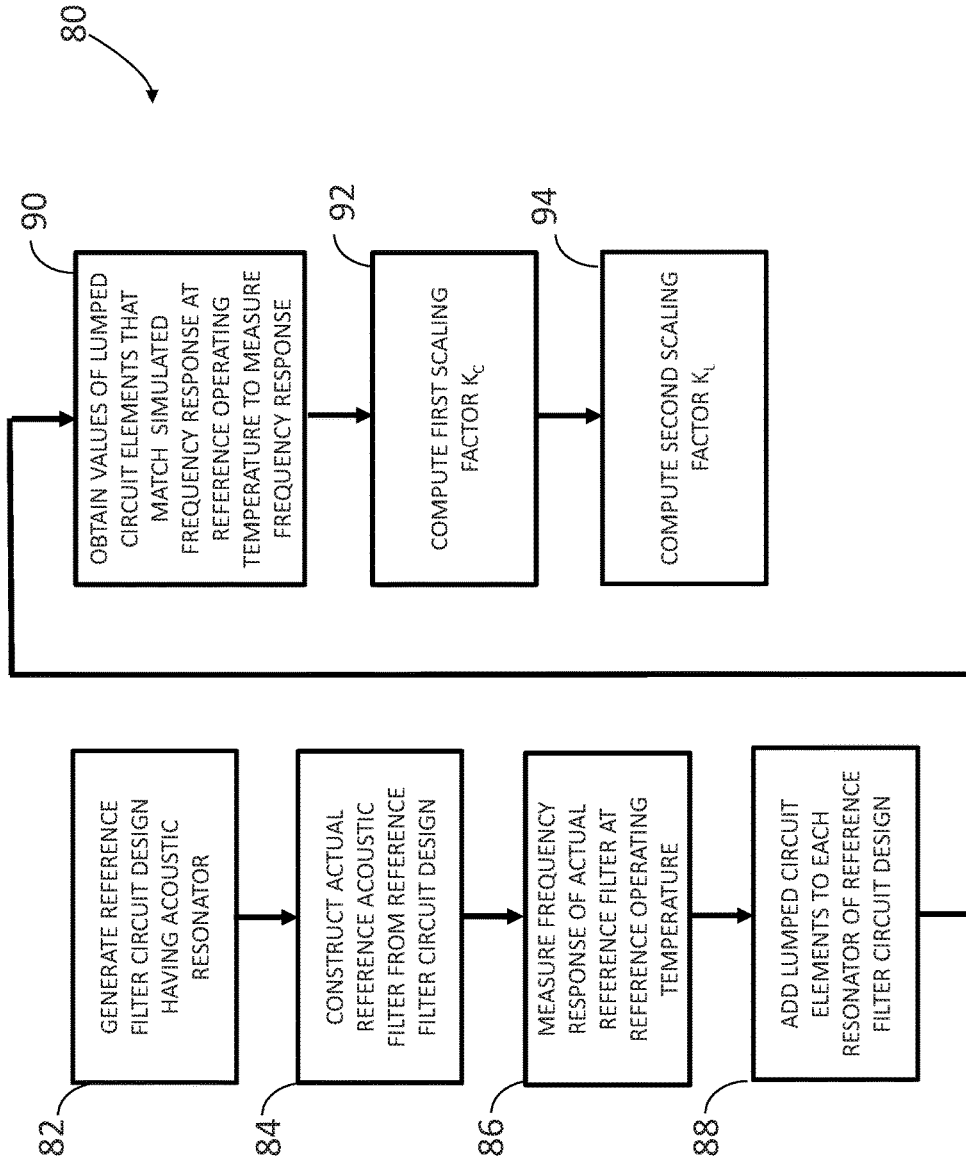 80
82
GENERATE REFERENCE
FILTER CIRCUIT DESIGN
HAVING ACOUSTIC
RESONATOR
84
CONSTRUCT ACTUAL
REFERENCE ACOUSTIC
FILTER FROM REFERENCE
FILTER CIRCUIT DESIGN
86
MEASURE FREQUENCY
RESPONSE OF ACTUAL
REFERENCE FILTER AT
REFERENCE OPERATING
TEMPERATURE
88
ADD LUMPED CIRCUIT
ELEMENTS TO EACH
RESONATOR OF REFERENCE
FILTER CIRCUIT DESIGN
90
OBTAIN VALUES OF LUMPED
CIRCUIT ELEMENTS THAT
MATCH SIMULATED
FREQUENCY RESPONSE AT
REFERENCE OPERATING
TEMPERATURE TO MEASURE
FREQUENCY RESPONSE
92
COMPUTE FIRST SCALING
FACTOR K_C
94
COMPUTE SECOND SCALING
FACTOR K_L